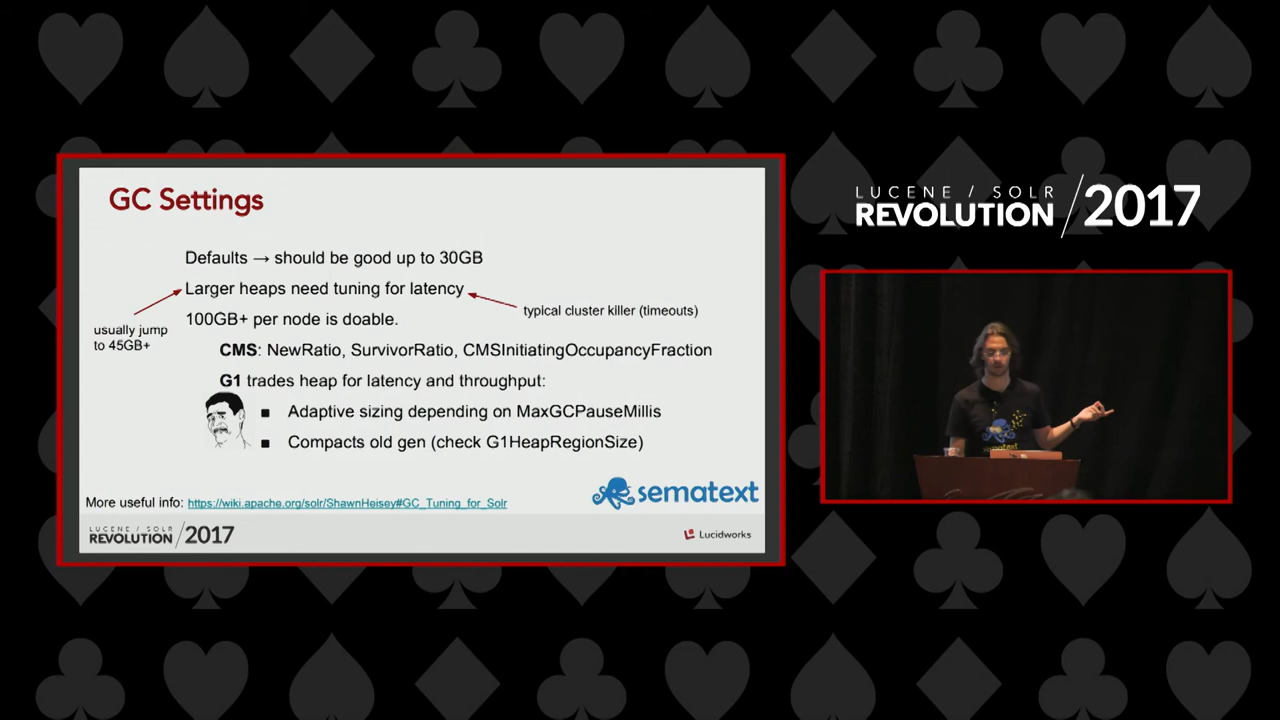 GC Settings
Defaults → should be good up to 30GB
Larger heaps need tuning for latency
typical cluster killer (timeouts)
usually jump
to 45GB+
100GB+ per node is doable.
CMS: NewRatio, SurvivorRatio, CMSInitiatingOccupancyFraction
G1 trades heap for latency and throughput:
■ Adaptive sizing depending on MaxGCPauseMillis
■ Compacts old gen (check G1HeapRegionSize)
sematext
More useful info: https://wiki.apache.org/solr/ShawnHeisey#GC_Tuning_for_Solr
LUCENE / SOLR
REVOLUTION /2017
Lucidworks
LUCENE / SOLR
REVOLUTION /2017
sematext